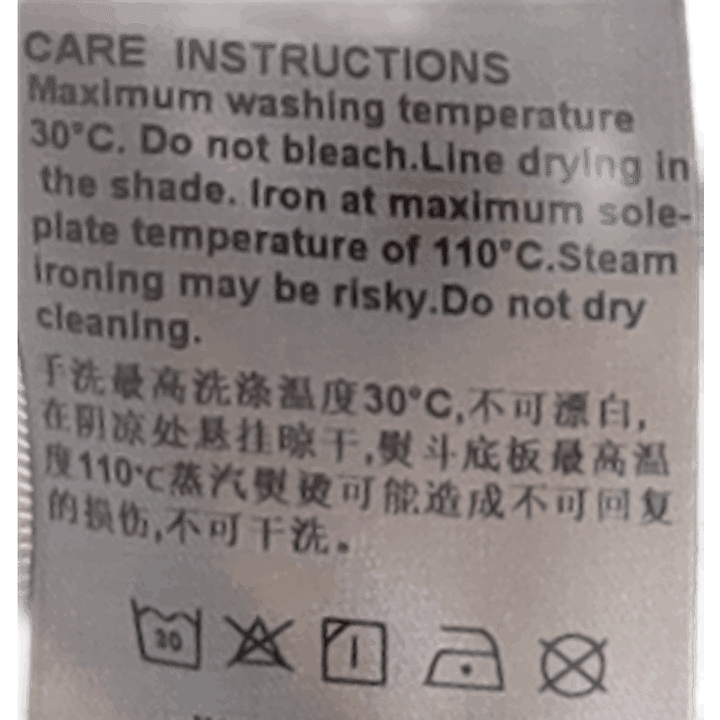 CARE INSTRUCTIONS
Maximum washing temperature
30°C. Do not bleach.Line drying in
the shade. Iron at maximum sole-
plate temperature of 110°C.Steam
ironing may be risky.Do not dry
cleaning.
手洗最高洗涤温度30°C,不可漂白,
在阴凉处悬挂晾干,熨斗底板最高温
度110°C蒸汽熨烫可能造成不可回复
的损伤,不可干洗。
30